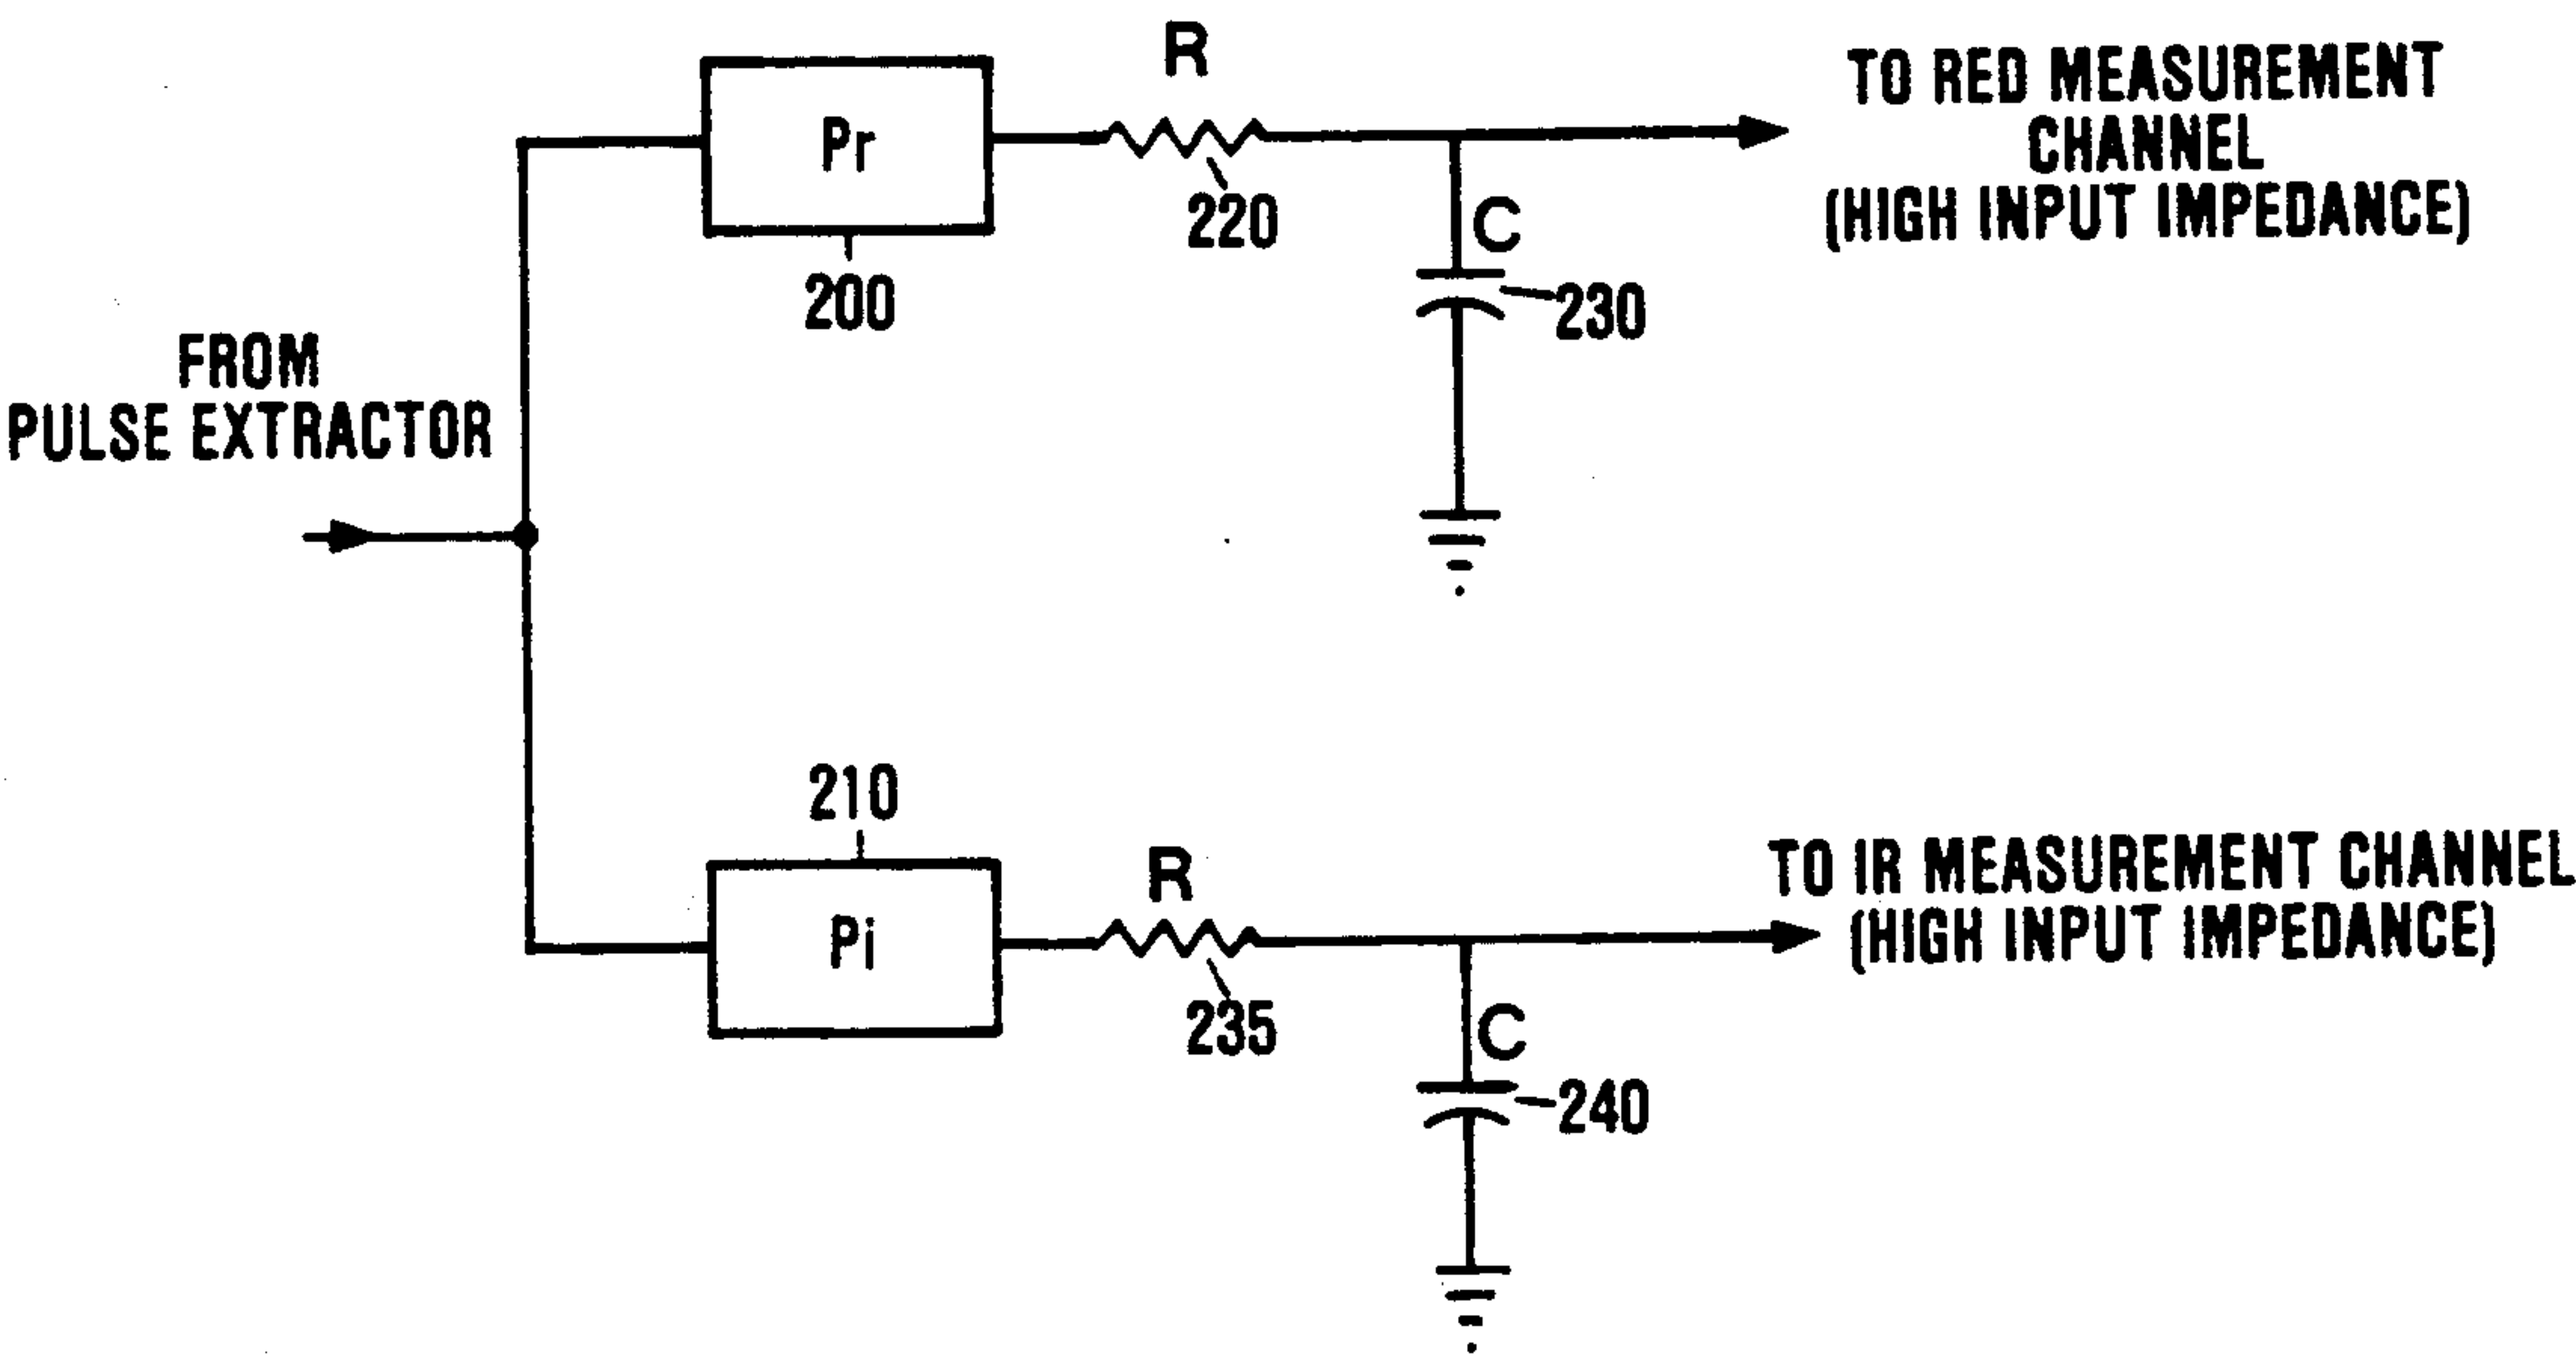 R
TO RED MEASUREMENT
CHANNEL
(HIGH INPUT IMPEDANCE)
Pr
220
C
200
230
FROM
PULSE EXTRACTOR
210
R
TO IR MEASUREMENT CHANNEL
(HIGH INPUT IMPEDANCE)
Pi
235
C
240